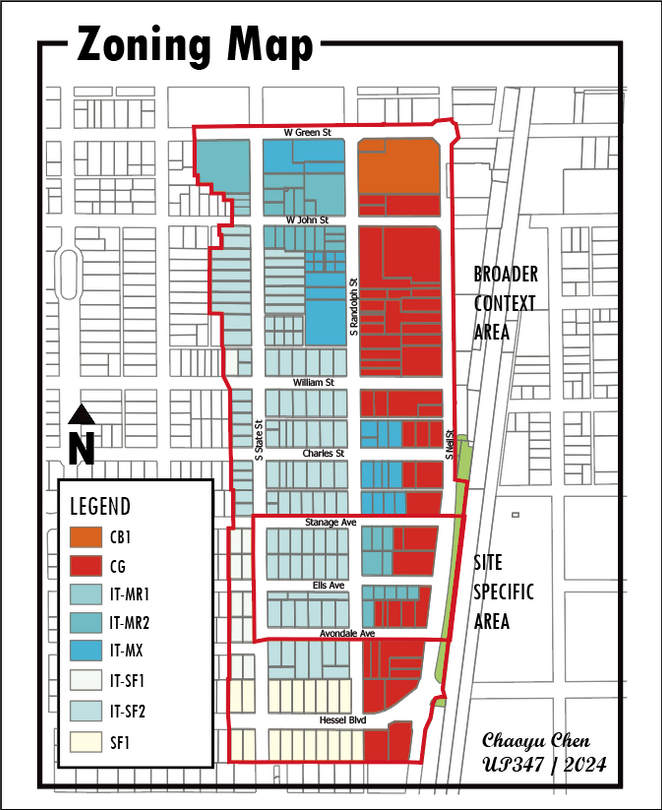 Zoning Map
W Green St
W John St
S Randolph St
BROADER
CONTEXT
AREA
William St
N
S State St
S Neil St
Charles St
LEGEND
CB1
CG
IT-MR1
IT-MR2
IT-MX
IT-SF1
IT-SF2
SF1
Stanage Ave
SITE
SPECIFIC
AREA
Ells Ave
Avondale Ave
Hessel Blvd
Chaoyu Chen
UP347 / 2024